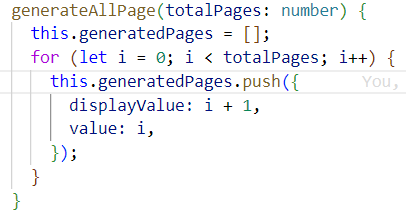 generateAllPage(totalPages: number) {
  this.generatedPages = [];
  for (let i = 0; i < totalPages; i++) {
    this.generatedPages.push({ You,
      displayValue: i + 1,
      value: i,
    });
  }
}